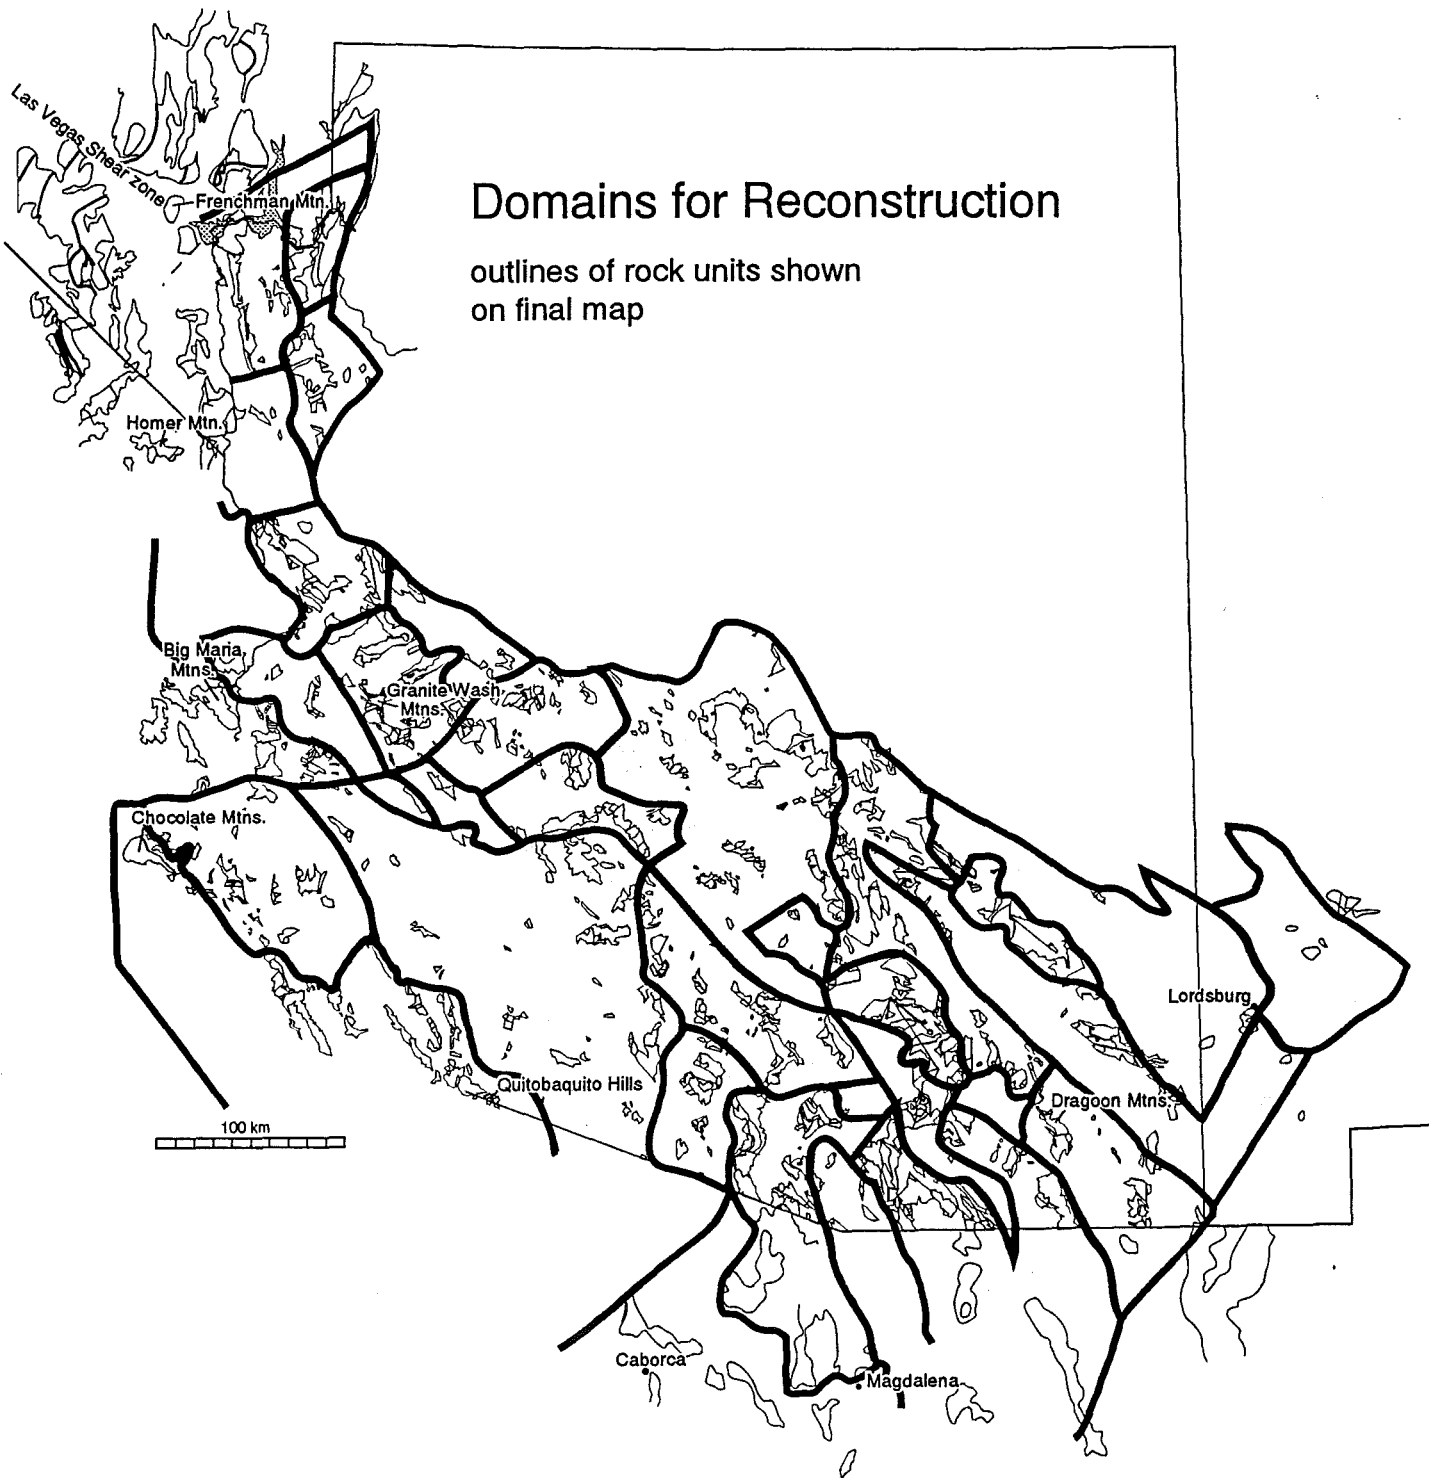 Las Vegas Shear zone
Frenchman Mtn.
Domains for Reconstruction
outlines of rock units shown
on final map
Homer Mtn.
Big Maria
Mtns.
Granite Wash
Mtns.
Chocolate Mtns.
Lordsburg
Quitobaquito Hills
Dragoon Mtns.
100 km
Caborca
Magdalena